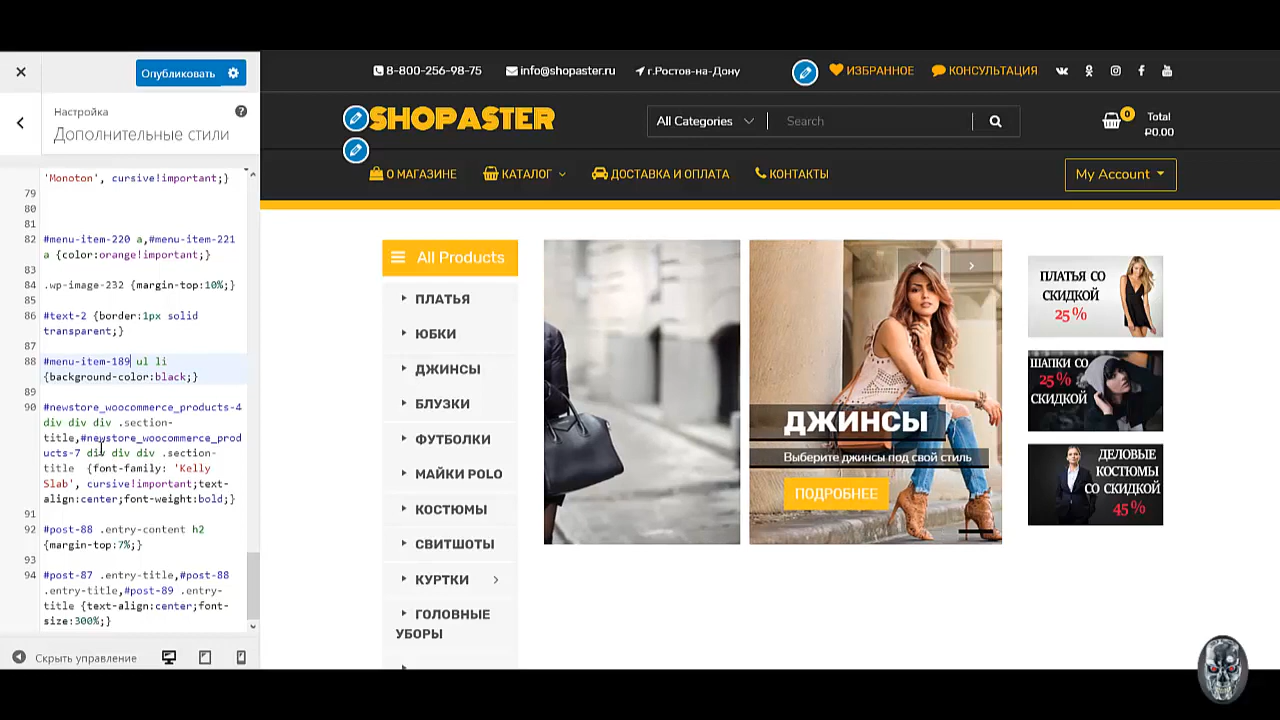 Опубликовать
Настройка
Дополнительные стили
'Monoton', cursive!important;}
79
80
81
82 #menu-item-220 a,#menu-item-221
a {color:orange!important;}
83
84 .wp-image-232 {margin-top:10%;}
85
86 #text-2 {border:1px solid
transparent;}
87
88 #menu-item-189 ul li
{background-color:black;}
89
90 #newstore_woocommerce_products-4
div div div .section-
title,#newstore_woocommerce_prod
ucts-7 div div div .section-
title {font-family: 'Kelly
Slab', cursive!important;text-
align:center;font-weight:bold;}
91
92 #post-88 .entry-content h2
{margin-top:7%;}
93
94 #post-87 .entry-title,#post-88
.entry-title,#post-89 .entry-
title {text-align:center;font-
size:300%;}
Скрыть управление
8-800-256-98-75 info@shopaster.ru г.Ростов-на-Дону ИЗБРАННОЕ КОНСУЛЬТАЦИЯ
SHOPASTER All Categories Search 0 Total
₽0.00
О МАГАЗИНЕ КАТАЛОГ ДОСТАВКА И ОПЛАТА КОНТАКТЫ My Account
All Products
ПЛАТЬЯ
ЮБКИ
ДЖИНСЫ
БЛУЗКИ
ФУТБОЛКИ
МАЙКИ POLO
КОСТЮМЫ
СВИТШОТЫ
КУРТКИ
ГОЛОВНЫЕ
УБОРЫ
ДЖИНСЫ
Выберите джинсы под свой стиль
ПОДРОБНЕЕ
ПЛАТЬЯ СО
СКИДКОЙ
25 %
ШАПКИ СО
25 %
СКИДКОЙ
ДЕЛОВЫЕ
КОСТЮМЫ
СО СКИДКОЙ
45 %